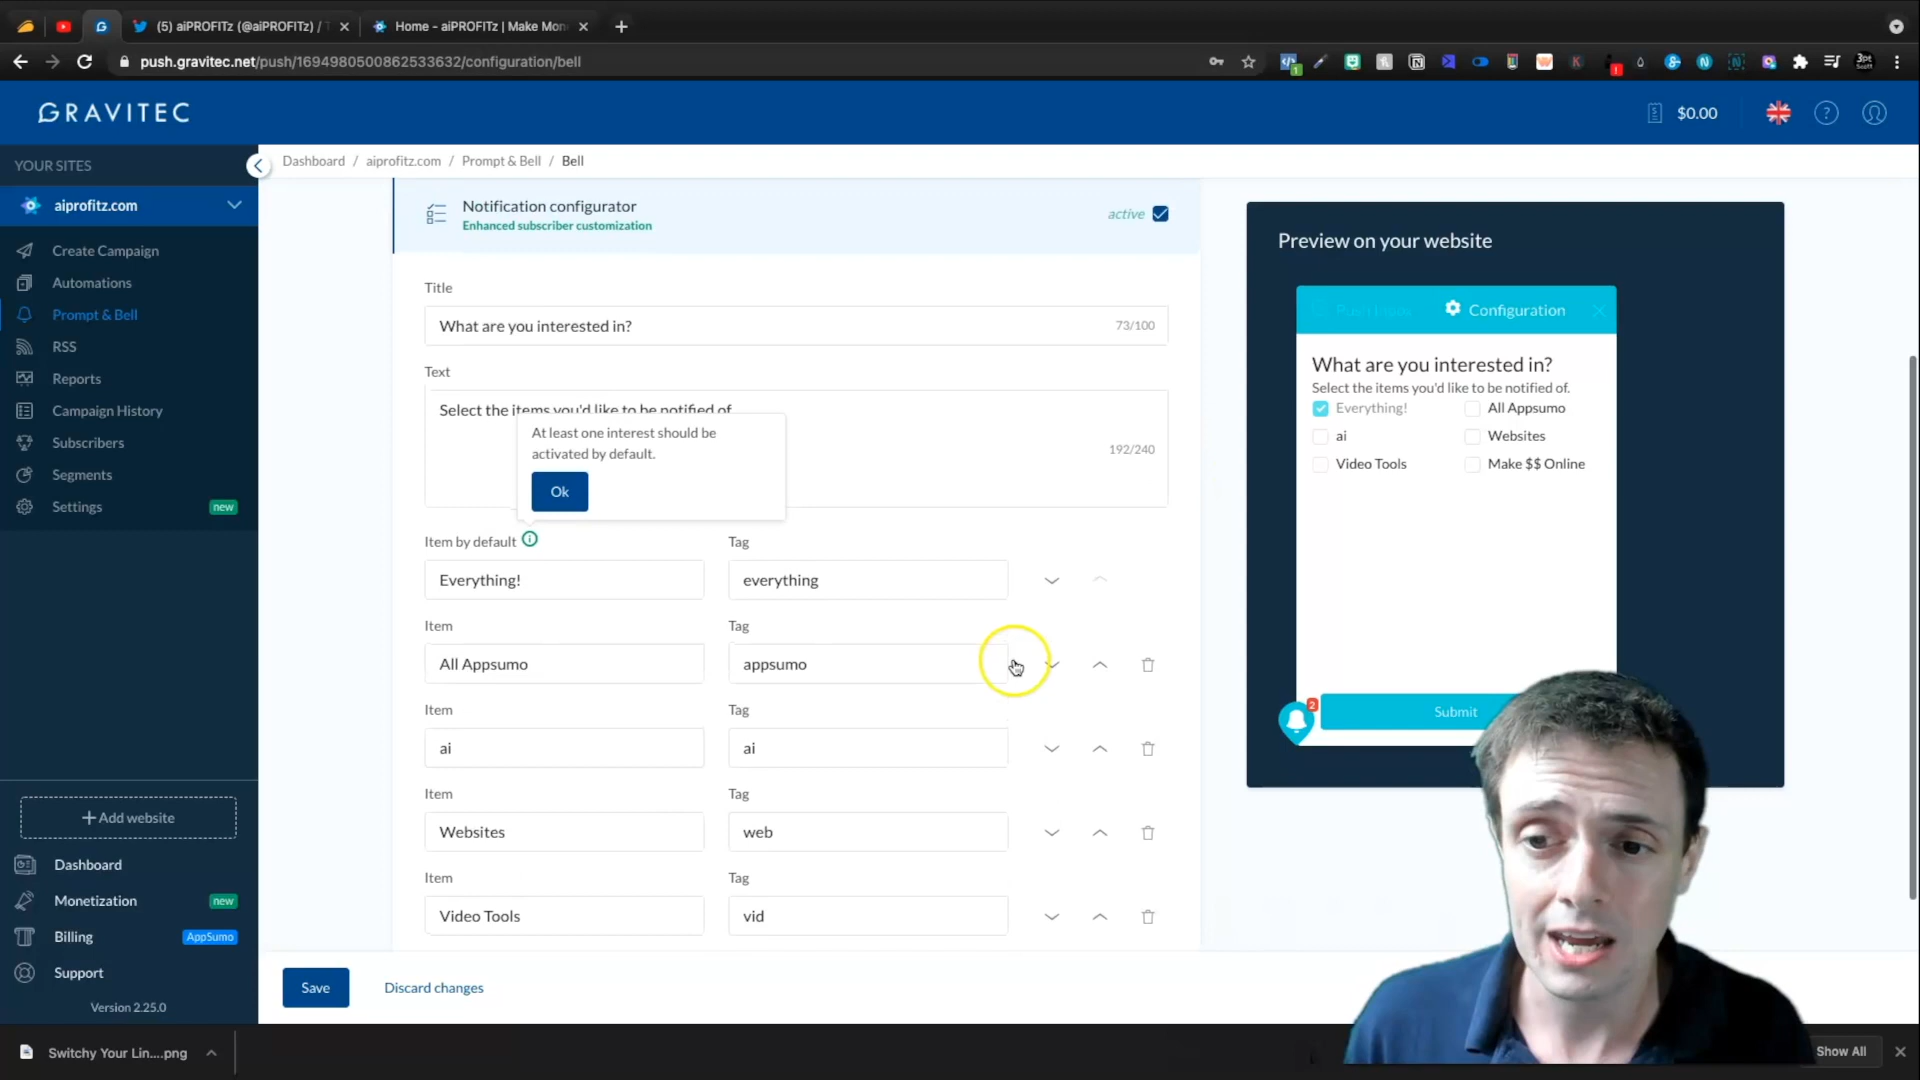 (5) aiPROFITz (@aiPROFITz) / T
Home - aiPROFITz | Make Mon
push.gravitec.net/push/1694980500862533632/configuration/bell
GRAVITEC
$0.00
YOUR SITES
aiprofitz.com
Create Campaign
Automations
Prompt & Bell
RSS
Reports
Campaign History
Subscribers
Segments
Settings
new
Add website
Dashboard
Monetization
new
Billing
AppSumo
Support
Version 2.25.0
Dashboard / aiprofitz.com / Prompt & Bell / Bell
Notification configurator
Enhanced subscriber customization
active
Title
What are you interested in?
73/100
Text
Select the items you'd like to be notified of
192/240
At least one interest should be
activated by default.
Ok
Item by default
Tag
Everything!
everything
Item
Tag
All Appsumo
appsumo
Item
Tag
ai
ai
Item
Tag
Websites
web
Item
Tag
Video Tools
vid
Save
Discard changes
Preview on your website
Configuration
What are you interested in?
Select the items you'd like to be notified of.
Everything!
All Appsumo
ai
Websites
Video Tools
Make $$ Online
Submit
2
Switchy Your Lin....png
Show All